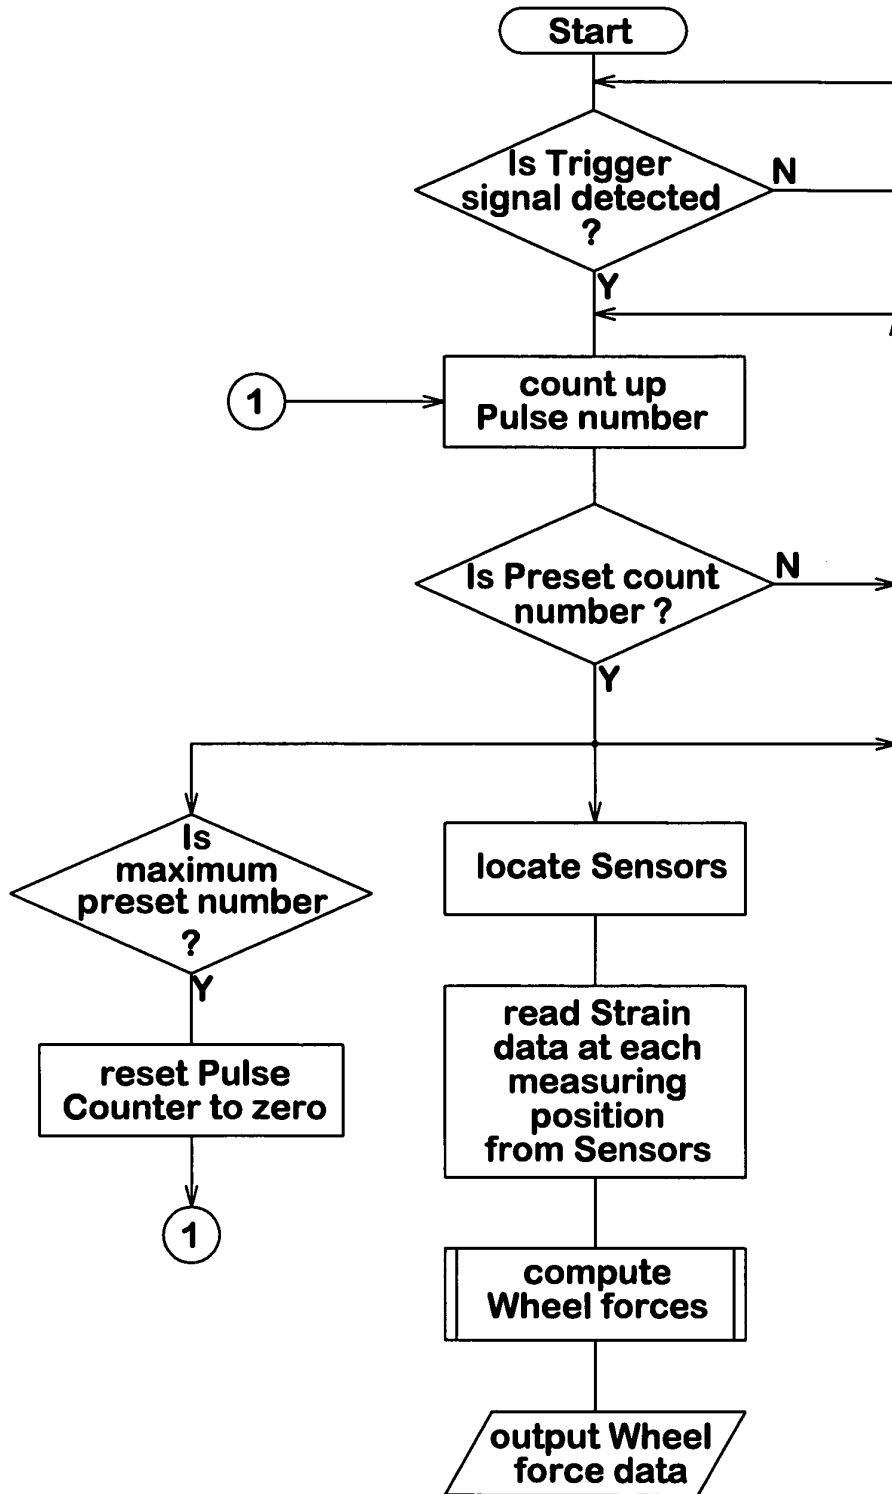 Start
Is Trigger
signal detected
?
N
Y
1
count up
Pulse number
Is Preset count
number ?
N
Y
Is
maximum
preset number
?
Y
reset Pulse
Counter to zero
1
locate Sensors
read Strain
data at each
measuring
position
from Sensors
compute
Wheel forces
output Wheel
force data